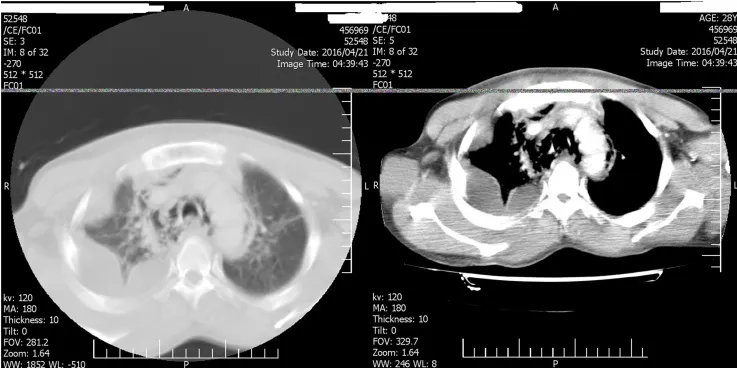 A
52548
/CE/FC01
SE: 3
IM: 8 of 32
-270
512 * 512
FC01
456969
52548
Study Date: 2016/04/21
Image Time: 04:39:43
R
L
kv: 120
MA: 180
Thickness: 10
Tilt: 0
FOV: 281.2
Zoom: 1.64
WW: 1852 WL: -510
P
A
48
/CE/FC01
SE: 5
IM: 8 of 32
-270
512 * 512
FC01
AGE: 28Y
456969
52548
Study Date: 2016/04/21
Image Time: 04:39:43
R
L
kv: 120
MA: 180
Thickness: 10
Tilt: 0
FOV: 329.7
Zoom: 1.64
WW: 246 WL: 8
P